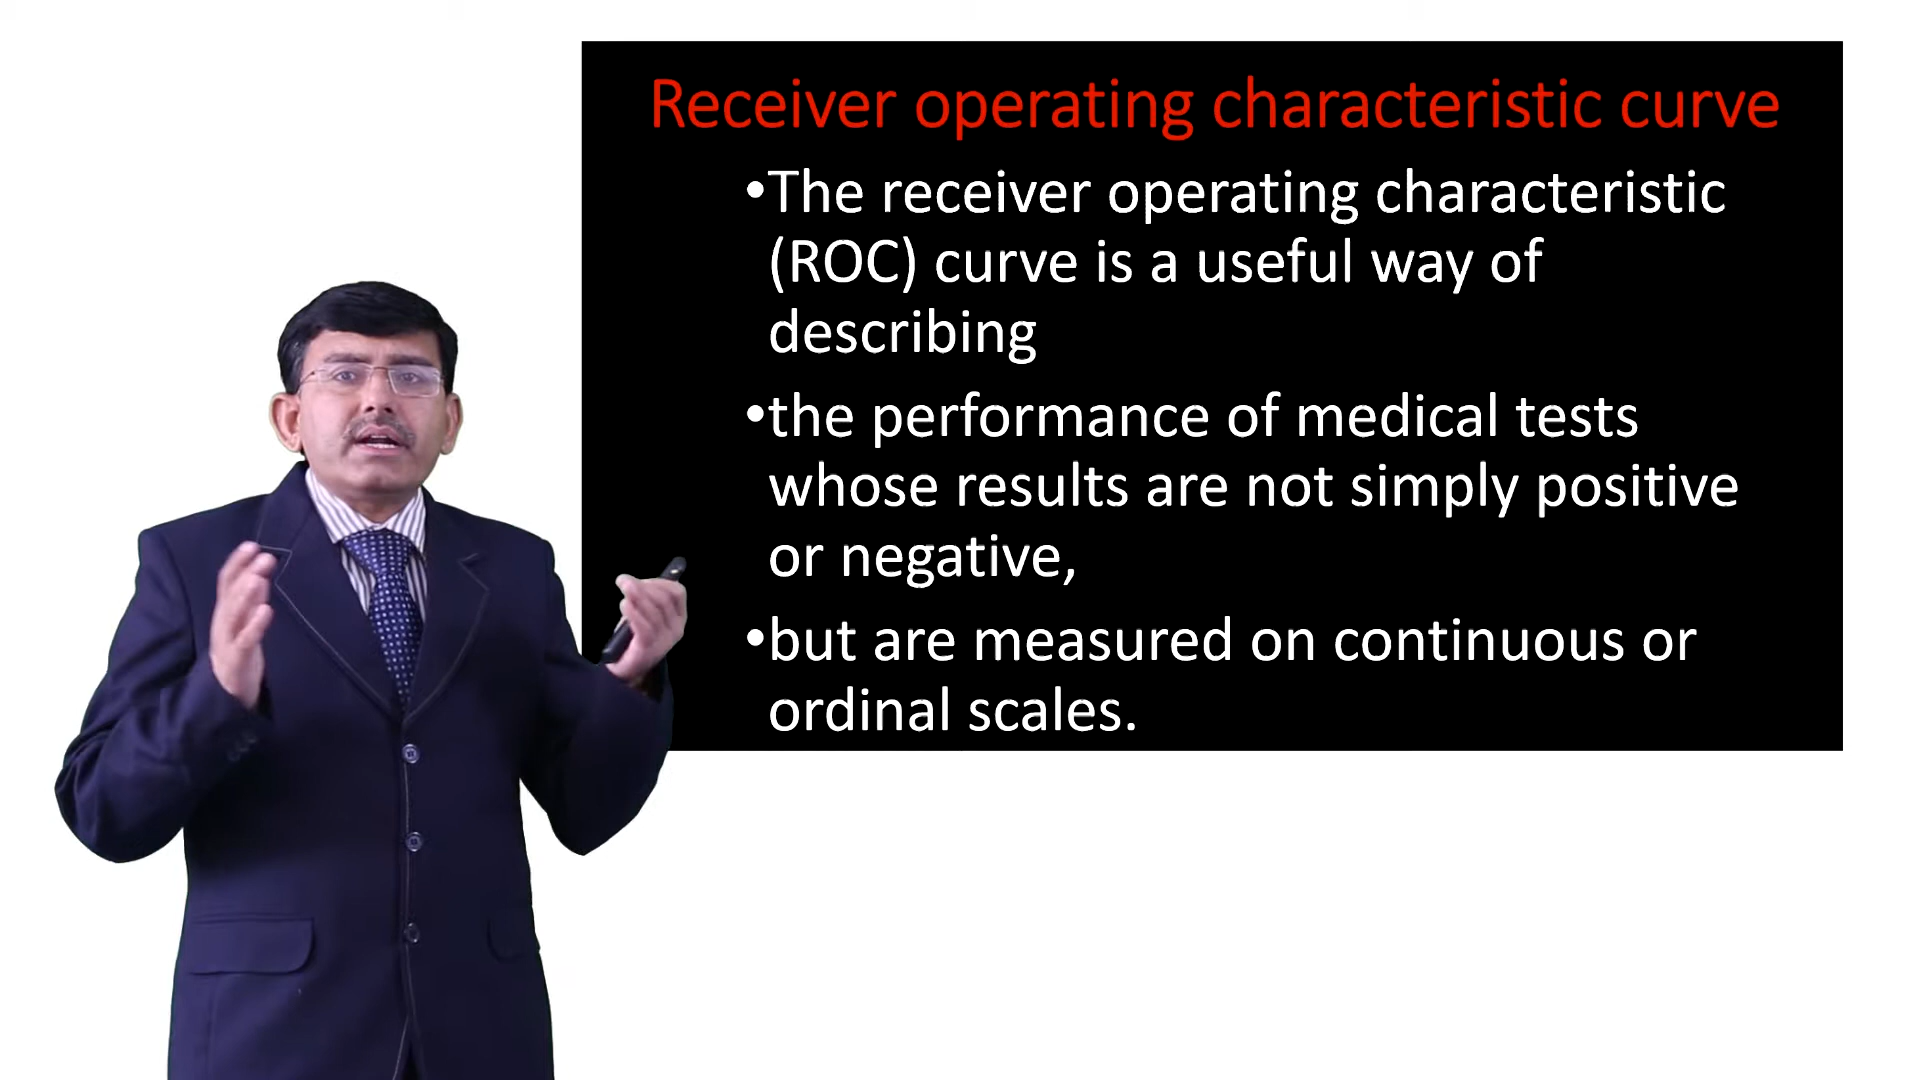 Receiver operating characteristic curve
•The receiver operating characteristic
(ROC) curve is a useful way of
describing
•the performance of medical tests
whose results are not simply positive
or negative,
•but are measured on continuous or
ordinal scales.